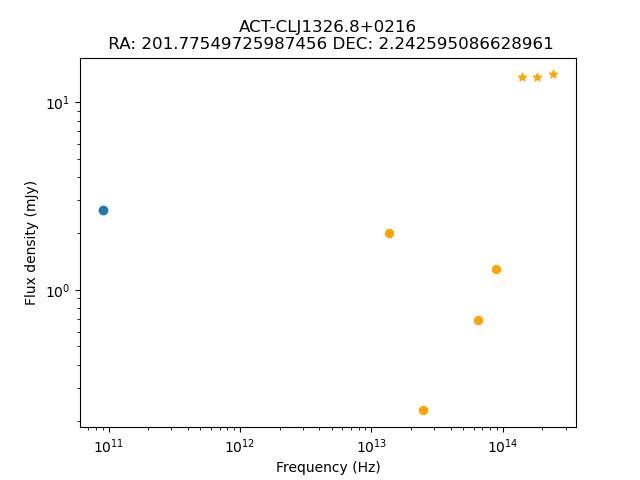 ACT-CLJ1326.8+0216
RA: 201.77549725987456 DEC: 2.242595086628961
Flux density (mJy)
10¹
10⁰
10¹¹ 10¹² 10¹³ 10¹⁴
Frequency (Hz)